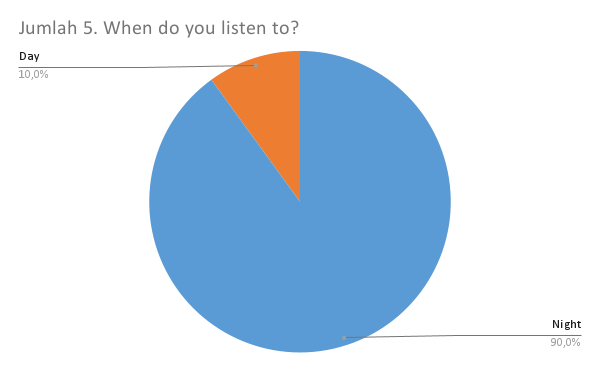 Jumlah 5. When do you listen to?
Day
10,0%
Night
90,0%